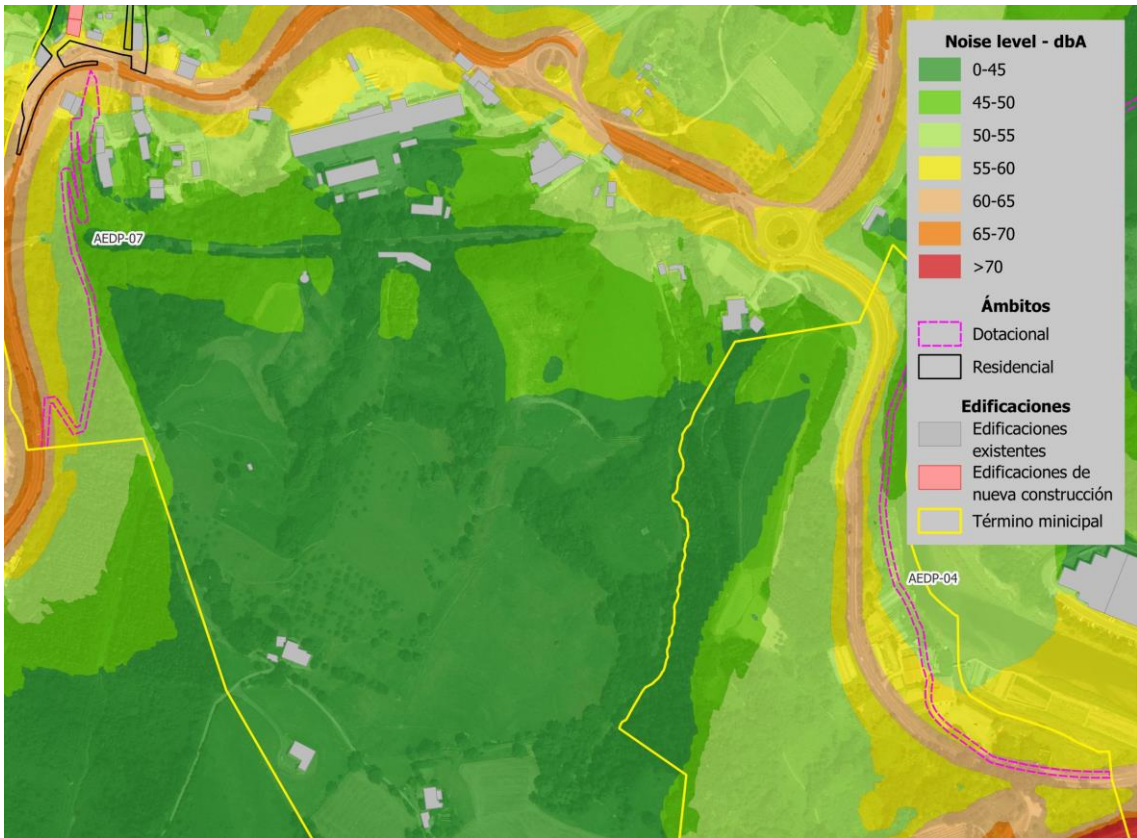 Noise level - dbA
0-45
45-50
50-55
55-60
60-65
65-70
>70
Ámbitos
Dotacional
Residencial
Edificaciones
Edificaciones
existentes
Edificaciones de
nueva construcción
Término minicipal
AEDP-07
AEDP-04